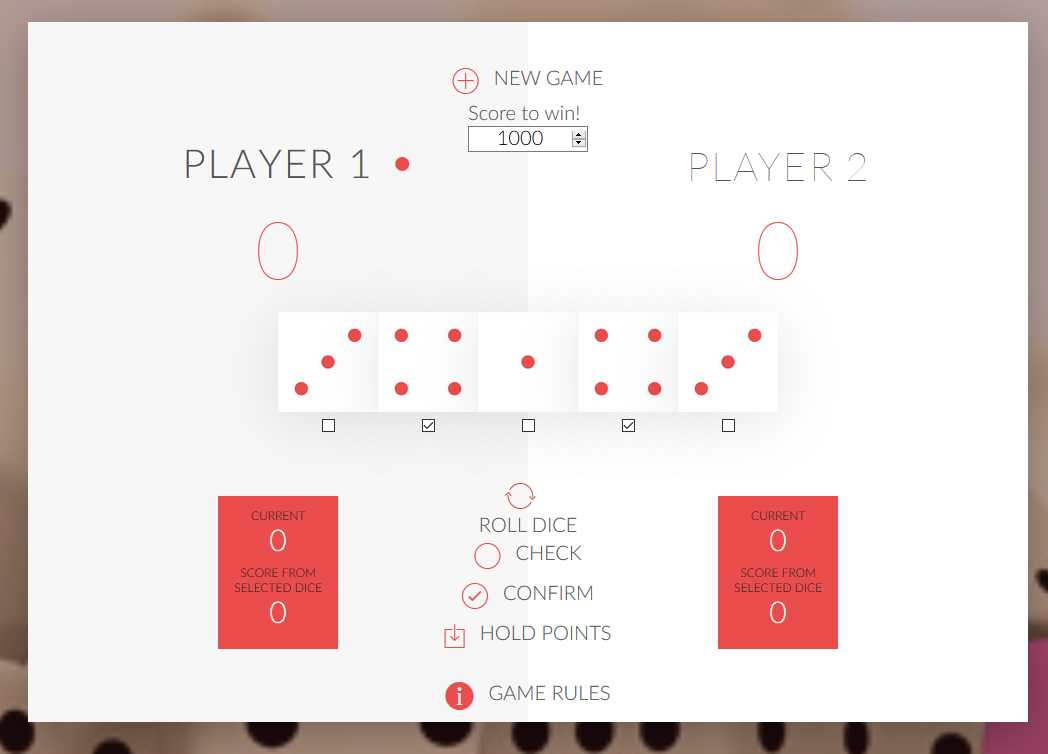 NEW GAME
Score to win!
1000
PLAYER 1
PLAYER 2
0
0
CURRENT
0
SCORE FROM
SELECTED DICE
0
ROLL DICE
CHECK
CONFIRM
HOLD POINTS
CURRENT
0
SCORE FROM
SELECTED DICE
0
i GAME RULES